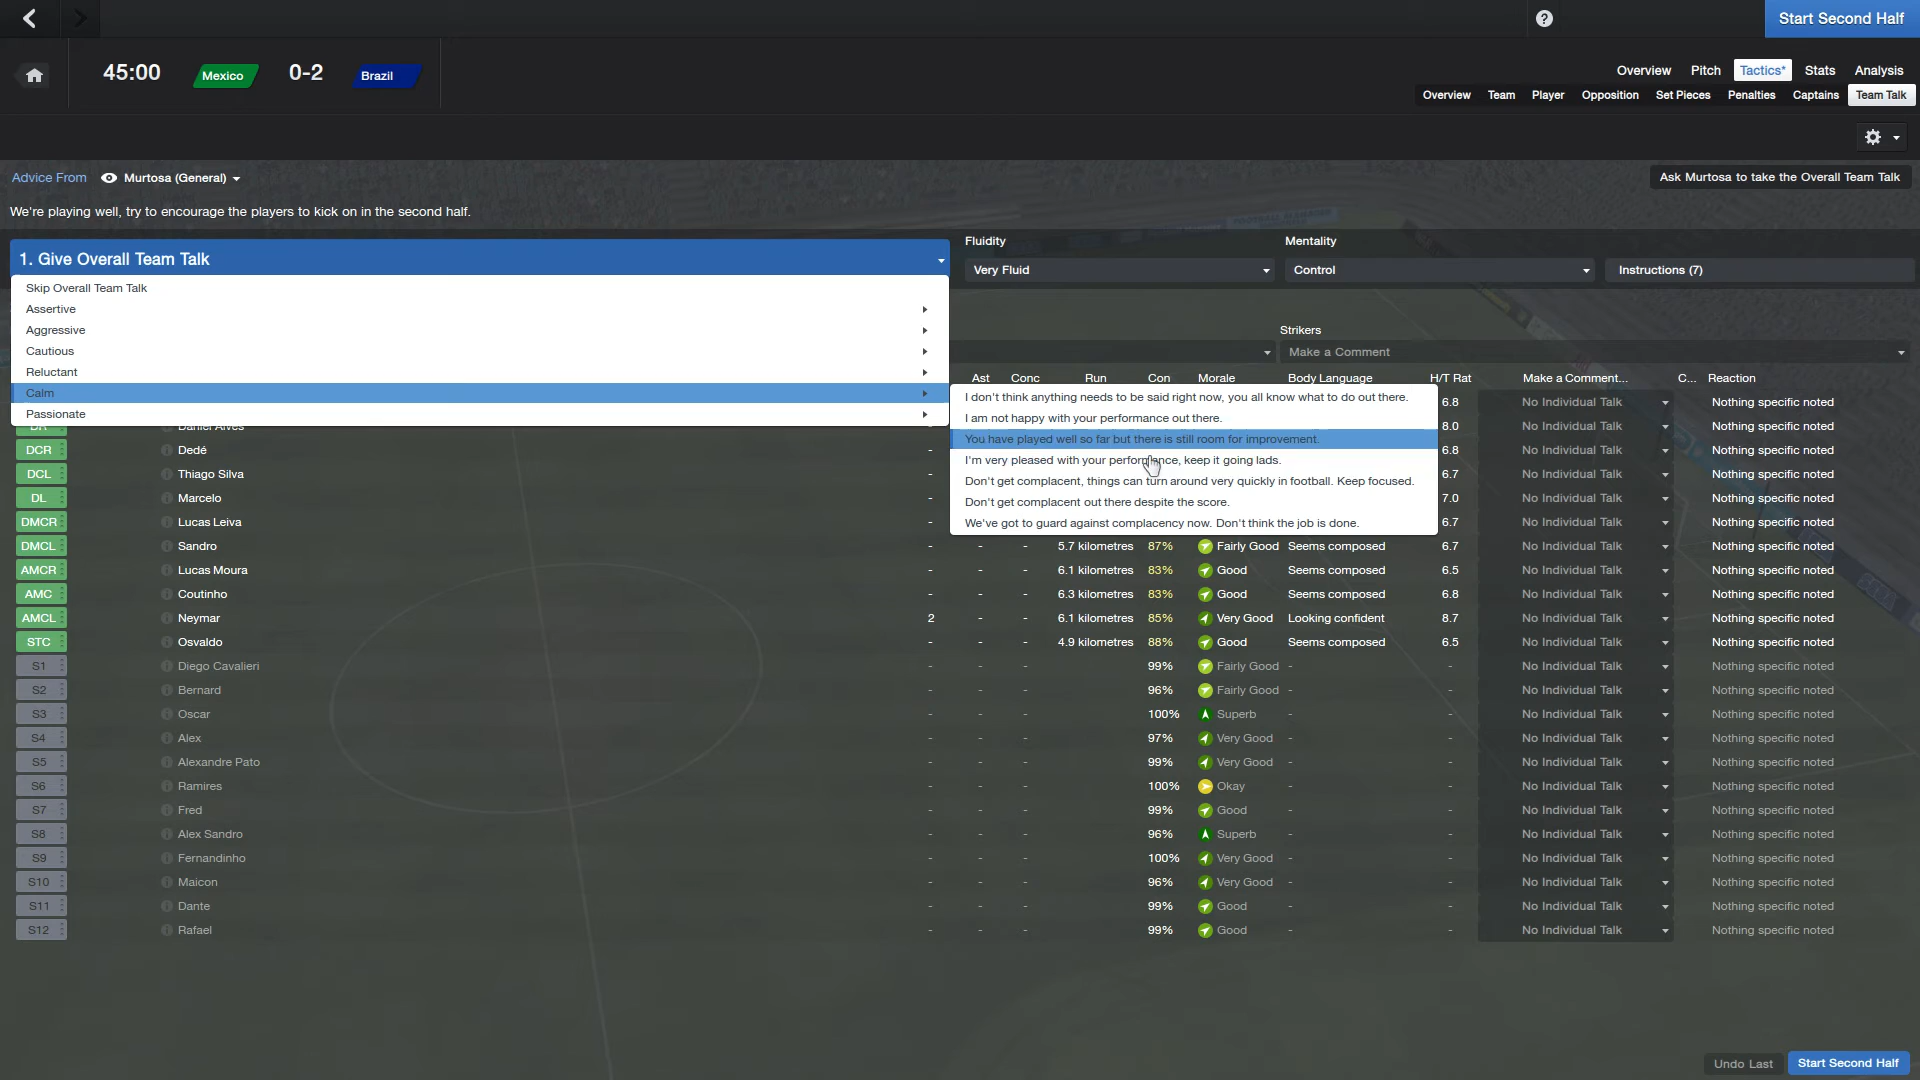 Start Second Half
45:00 Mexico 0-2 Brazil
Overview Pitch Tactics* Stats Analysis
Overview Team Player Opposition Set Pieces Penalties Captains Team Talk
Advice From Murtosa (General)
Ask Murtosa to take the Overall Team Talk
We're playing well, try to encourage the players to kick on in the second half.
1. Give Overall Team Talk
Fluidity Mentality
Very Fluid Control Instructions (7)
Skip Overall Team Talk
Assertive
Aggressive
Cautious
Reluctant
Calm
Passionate
Strikers
Make a Comment
Ast Conc Run Con Morale Body Language H/T Rat Make a Comment... C... Reaction
I don't think anything needs to be said right now, you all know what to do out there.
I am not happy with your performance out there.
You have played well so far but there is still room for improvement.
I'm very pleased with your performance, keep it going lads.
Don't get complacent, things can turn around very quickly in football. Keep focused.
Don't get complacent out there despite the score.
We've got to guard against complacency now. Don't think the job is done.
6.8 No Individual Talk Nothing specific noted
DR Daniel Alves 8.0 No Individual Talk Nothing specific noted
DCR Dedé - 6.8 No Individual Talk Nothing specific noted
DCL Thiago Silva - 6.7 No Individual Talk Nothing specific noted
DL Marcelo - 7.0 No Individual Talk Nothing specific noted
DMCR Lucas Leiva - 6.7 No Individual Talk Nothing specific noted
DMCL Sandro - - - 5.7 kilometres 87% Fairly Good Seems composed 6.7 No Individual Talk Nothing specific noted
AMCR Lucas Moura - - - 6.1 kilometres 83% Good Seems composed 6.5 No Individual Talk Nothing specific noted
AMC Coutinho - - - 6.3 kilometres 83% Good Seems composed 6.8 No Individual Talk Nothing specific noted
AMCL Neymar 2 - - 6.1 kilometres 85% Very Good Looking confident 8.7 No Individual Talk Nothing specific noted
STC Osvaldo - - - 4.9 kilometres 88% Good Seems composed 6.5 No Individual Talk Nothing specific noted
S1 Diego Cavalieri - - - 99% Fairly Good - - No Individual Talk Nothing specific noted
S2 Bernard - - - 96% Fairly Good - - No Individual Talk Nothing specific noted
S3 Oscar - - - 100% Superb - - No Individual Talk Nothing specific noted
S4 Alex - - - 97% Very Good - - No Individual Talk Nothing specific noted
S5 Alexandre Pato - - - 99% Very Good - - No Individual Talk Nothing specific noted
S6 Ramires - - - 100% Okay - - No Individual Talk Nothing specific noted
S7 Fred - - - 99% Good - - No Individual Talk Nothing specific noted
S8 Alex Sandro - - - 96% Superb - - No Individual Talk Nothing specific noted
S9 Fernandinho - - - 100% Very Good - - No Individual Talk Nothing specific noted
S10 Maicon - - - 96% Very Good - - No Individual Talk Nothing specific noted
S11 Dante - - - 99% Good - - No Individual Talk Nothing specific noted
S12 Rafael - - - 99% Good - - No Individual Talk Nothing specific noted
Undo Last Start Second Half